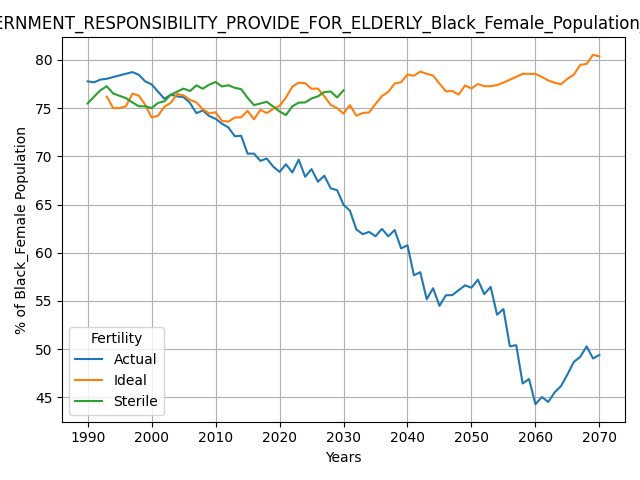 ERNMENT_RESPONSIBILITY_PROVIDE_FOR_ELDERLY_Black_Female_Population
% of Black_Female Population
80
75
70
65
60
55
50
45
Fertility
Actual
Ideal
Sterile
1990
2000
2010
2020
2030
2040
2050
2060
2070
Years